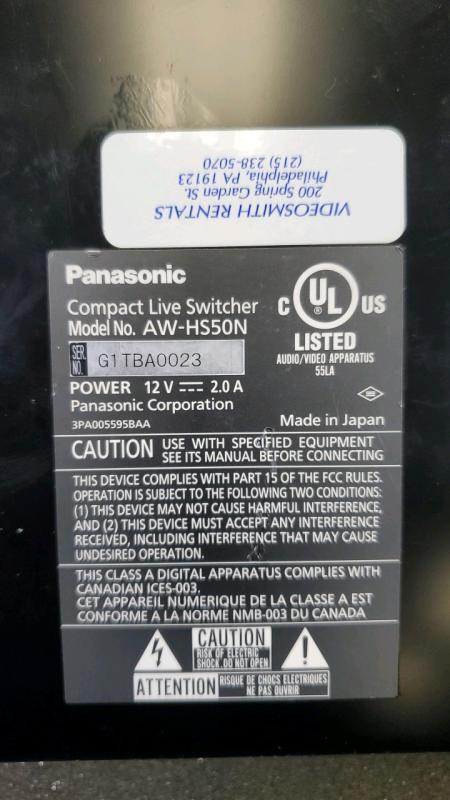 VIDEOSMITH RENTALS
200 Spring Garden St.
Philadelphia, PA 19123
(215) 238-5070
Panasonic
Compact Live Switcher
Model No. AW-HS50N
SER. NO. G1TBA0023
POWER 12 V ⎓ 2.0 A
Panasonic Corporation
3PA005595BAA
Made in Japan
C UL US
LISTED
AUDIO/VIDEO APPARATUS
55LA
CAUTION USE WITH SPECIFIED EQUIPMENT
SEE ITS MANUAL BEFORE CONNECTING
THIS DEVICE COMPLIES WITH PART 15 OF THE FCC RULES.
OPERATION IS SUBJECT TO THE FOLLOWING TWO CONDITIONS:
(1) THIS DEVICE MAY NOT CAUSE HARMFUL INTERFERENCE,
AND (2) THIS DEVICE MUST ACCEPT ANY INTERFERENCE
RECEIVED, INCLUDING INTERFERENCE THAT MAY CAUSE
UNDESIRED OPERATION.
THIS CLASS A DIGITAL APPARATUS COMPLIES WITH
CANADIAN ICES-003.
CET APPAREIL NUMERIQUE DE LA CLASSE A EST
CONFORME A LA NORME NMB-003 DU CANADA
CAUTION
RISK OF ELECTRIC
SHOCK. DO NOT OPEN
ATTENTION RISQUE DE CHOCS ELECTRIQUES
NE PAS OUVRIR